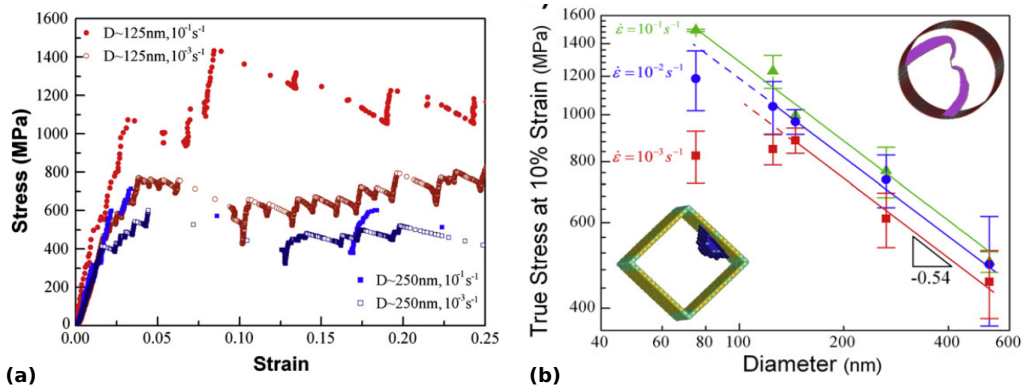 1600
1400
1200
1000
800
600
400
200
0
Stress (MPa)
D~125nm, 10⁻¹s⁻¹
D~125nm, 10⁻³s⁻¹
D~250nm, 10⁻¹s⁻¹
D~250nm, 10⁻³s⁻¹
0.00 0.05 0.10 0.15 0.20 0.25
Strain
(a)
1600
1400
1200
1000
800
600
400
True Stress at 10% Strain (MPa)
ε̇=10⁻¹s⁻¹
ε̇=10⁻²s⁻¹
ε̇=10⁻³s⁻¹
-0.54
40 60 80 100 200 400 600
Diameter (nm)
(b)